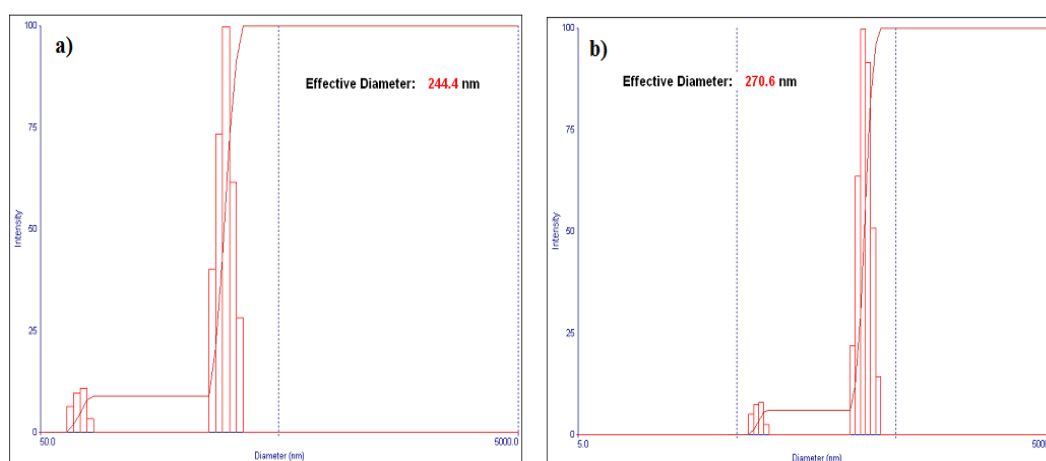 a)
Effective Diameter: 244.4 nm
100
75
50
25
0
Intensity
50.0
5000.0
Diameter (nm)
b)
Effective Diameter: 270.6 nm
100
75
50
25
0
Intensity
5.0
Diameter (nm)